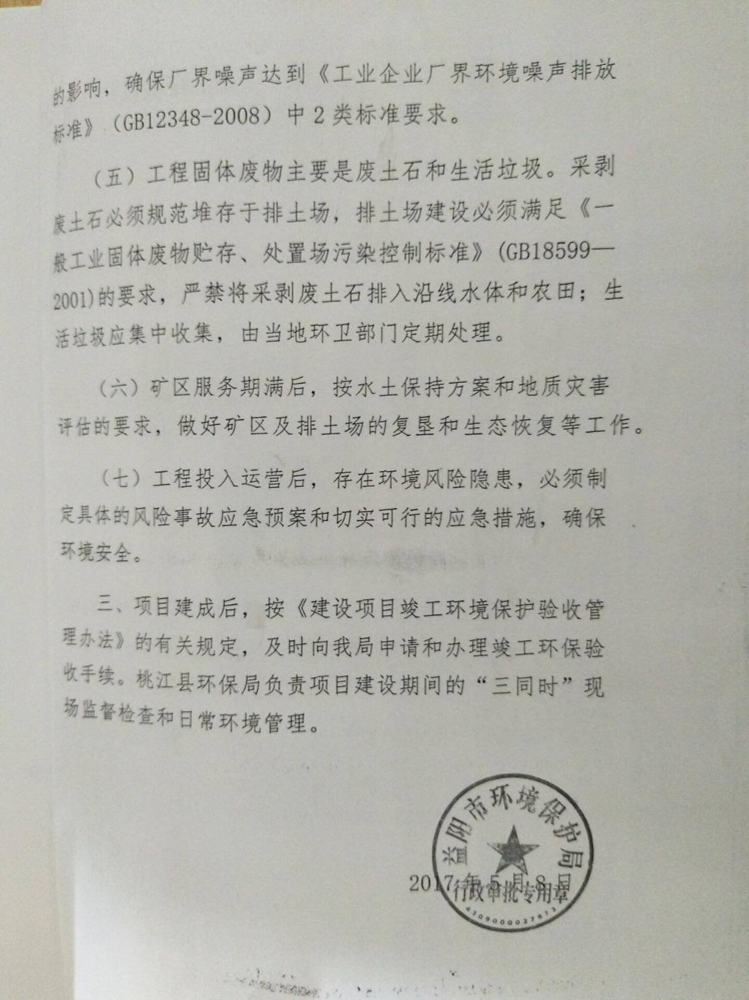 的影响，确保厂界噪声达到《工业企业厂界环境噪声排放
标准》（GB12348-2008）中2类标准要求。
（五）工程固体废物主要是废土石和生活垃圾。采剥
废土石必须规范堆存于排土场，排土场建设必须满足《一
般工业固体废物贮存、处置场污染控制标准》(GB18599—
2001)的要求，严禁将采剥废土石排入沿线水体和农田；生
活垃圾应集中收集，由当地环卫部门定期处理。
（六）矿区服务期满后，按水土保持方案和地质灾害
评估的要求，做好矿区及排土场的复垦和生态恢复等工作。
（七）工程投入运营后，存在环境风险隐患，必须制
定具体的风险事故应急预案和切实可行的应急措施，确保
环境安全。
三、项目建成后，按《建设项目竣工环境保护验收管
理办法》的有关规定，及时向我局申请和办理竣工环保验
收手续。桃江县环保局负责项目建设期间的“三同时”现
场监督检查和日常环境管理。
益阳市环境保护局
2017年5月8日
行政审批专用章
4309000027873